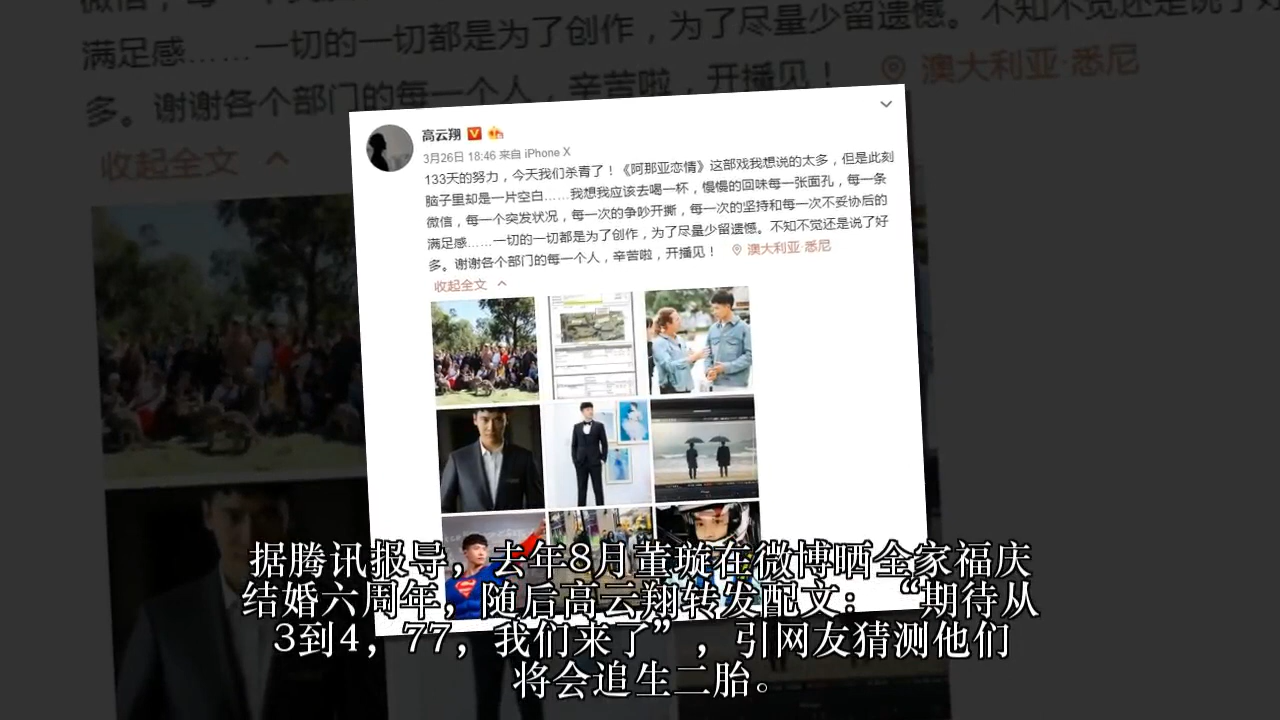 微信，每一个突发
满足感……一切的一切都是为了创作，为了尽量少留遗憾。不知不觉还是说了好
多。谢谢各个部门的每一个人，辛苦啦，开播见！ 澳大利亚·悉尼
收起全文
高云翔
3月26日 18:46 来自 iPhone X
133天的努力，今天我们杀青了！《阿那亚恋情》这部戏我想说的太多，但是此刻
脑子里却是一片空白……我想我应该去喝一杯，慢慢的回味每一张面孔，每一条
微信，每一个突发状况，每一次的争吵开撕，每一次的坚持和每一次不妥协后的
满足感……一切的一切都是为了创作，为了尽量少留遗憾。不知不觉还是说了好
多。谢谢各个部门的每一个人，辛苦啦，开播见！ 澳大利亚·悉尼
收起全文
据腾讯报导，去年8月董璇在微博晒全家福庆
结婚六周年，随后高云翔转发配文：“期待从
3到4，77，我们来了”，引网友猜测他们
将会追生二胎。